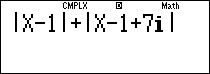 CMPLX D Math
|X-1|+|X-1+7i|